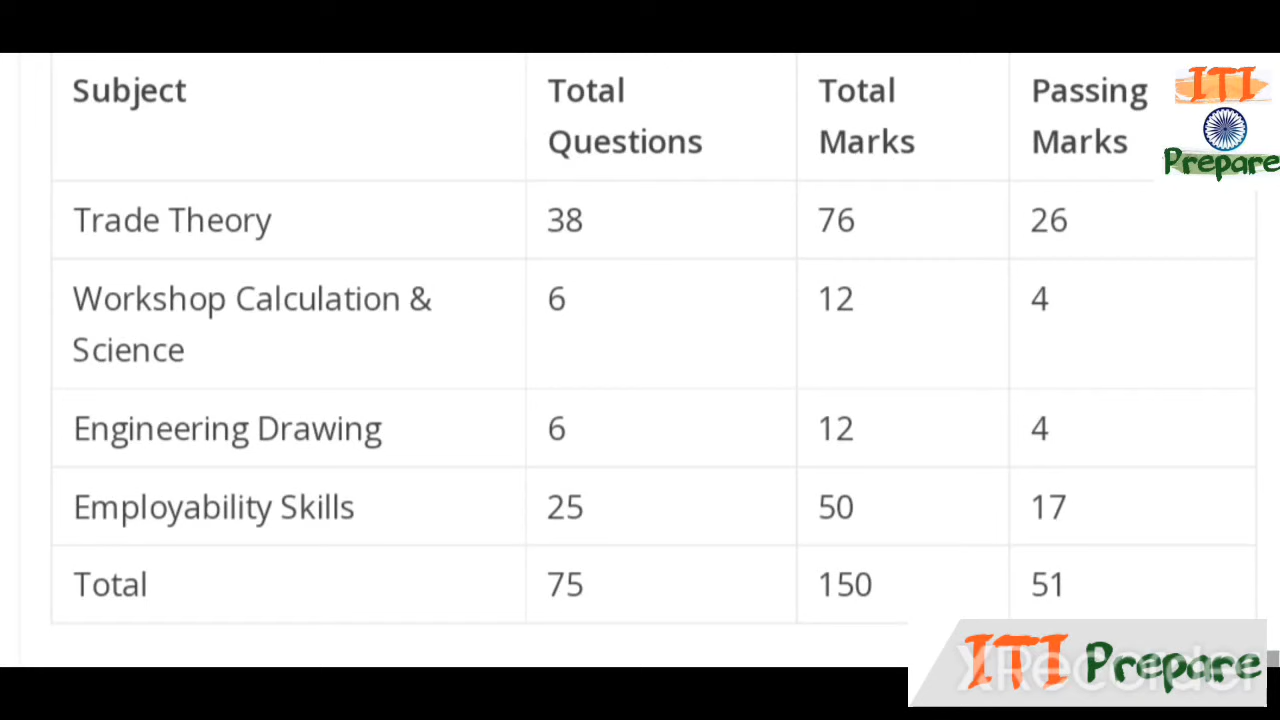 Subject
Total Questions
Total Marks
Passing Marks
ITI
Prepare
Trade Theory 38 76 26
Workshop Calculation & Science 6 12 4
Engineering Drawing 6 12 4
Employability Skills 25 50 17
Total 75 150 51
XRecorder
ITI Prepare